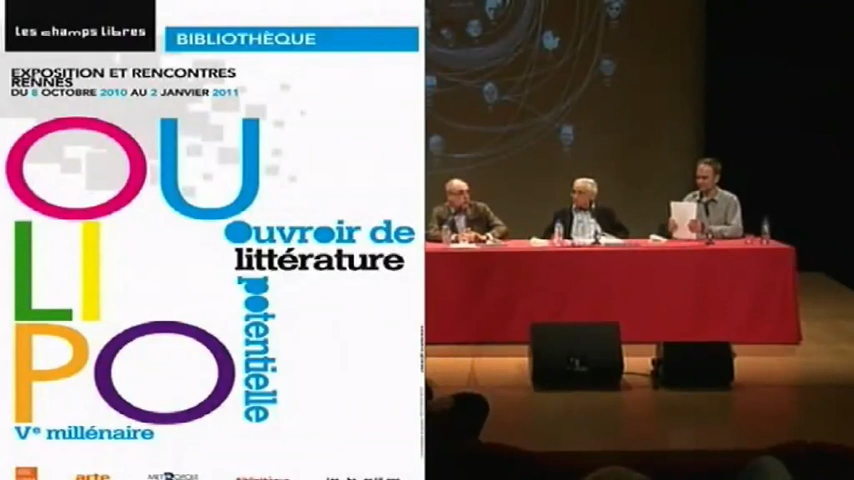 les champs libres
BIBLIOTHÈQUE
EXPOSITION ET RENCONTRES
RENNES
DU 8 OCTOBRE 2010 AU 2 JANVIER 2011
OU
LI
PO
Ouvroir de
littérature
potentielle
Vᵉ millénaire
arte